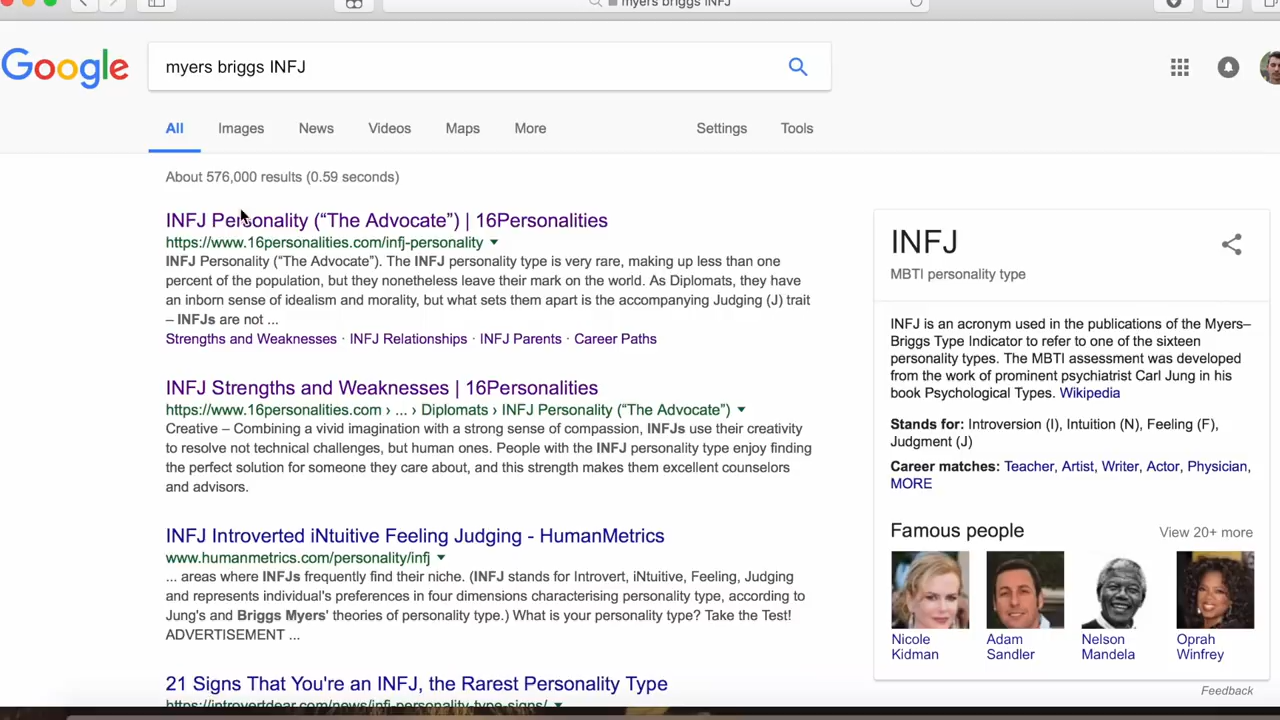 myers briggs INFJ
Google
myers briggs INFJ
All Images News Videos Maps More Settings Tools
About 576,000 results (0.59 seconds)
INFJ Personality (“The Advocate”) | 16Personalities
https://www.16personalities.com/infj-personality
INFJ Personality (“The Advocate”). The INFJ personality type is very rare, making up less than one
percent of the population, but they nonetheless leave their mark on the world. As Diplomats, they have
an inborn sense of idealism and morality, but what sets them apart is the accompanying Judging (J) trait
– INFJs are not ...
Strengths and Weaknesses · INFJ Relationships · INFJ Parents · Career Paths
INFJ Strengths and Weaknesses | 16Personalities
https://www.16personalities.com › ... › Diplomats › INFJ Personality (“The Advocate”)
Creative – Combining a vivid imagination with a strong sense of compassion, INFJs use their creativity
to resolve not technical challenges, but human ones. People with the INFJ personality type enjoy finding
the perfect solution for someone they care about, and this strength makes them excellent counselors
and advisors.
INFJ Introverted iNtuitive Feeling Judging - HumanMetrics
www.humanmetrics.com/personality/infj
... areas where INFJs frequently find their niche. (INFJ stands for Introvert, iNtuitive, Feeling, Judging
and represents individual's preferences in four dimensions characterising personality type, according to
Jung's and Briggs Myers' theories of personality type.) What is your personality type? Take the Test!
ADVERTISEMENT ...
21 Signs That You're an INFJ, the Rarest Personality Type
https://introvertdear.com/news/infj-personality-type-signs/
INFJ
MBTI personality type
INFJ is an acronym used in the publications of the Myers–
Briggs Type Indicator to refer to one of the sixteen
personality types. The MBTI assessment was developed
from the work of prominent psychiatrist Carl Jung in his
book Psychological Types. Wikipedia
Stands for: Introversion (I), Intuition (N), Feeling (F),
Judgment (J)
Career matches: Teacher, Artist, Writer, Actor, Physician,
MORE
Famous people View 20+ more
Nicole Adam Nelson Oprah
Kidman Sandler Mandela Winfrey
Feedback